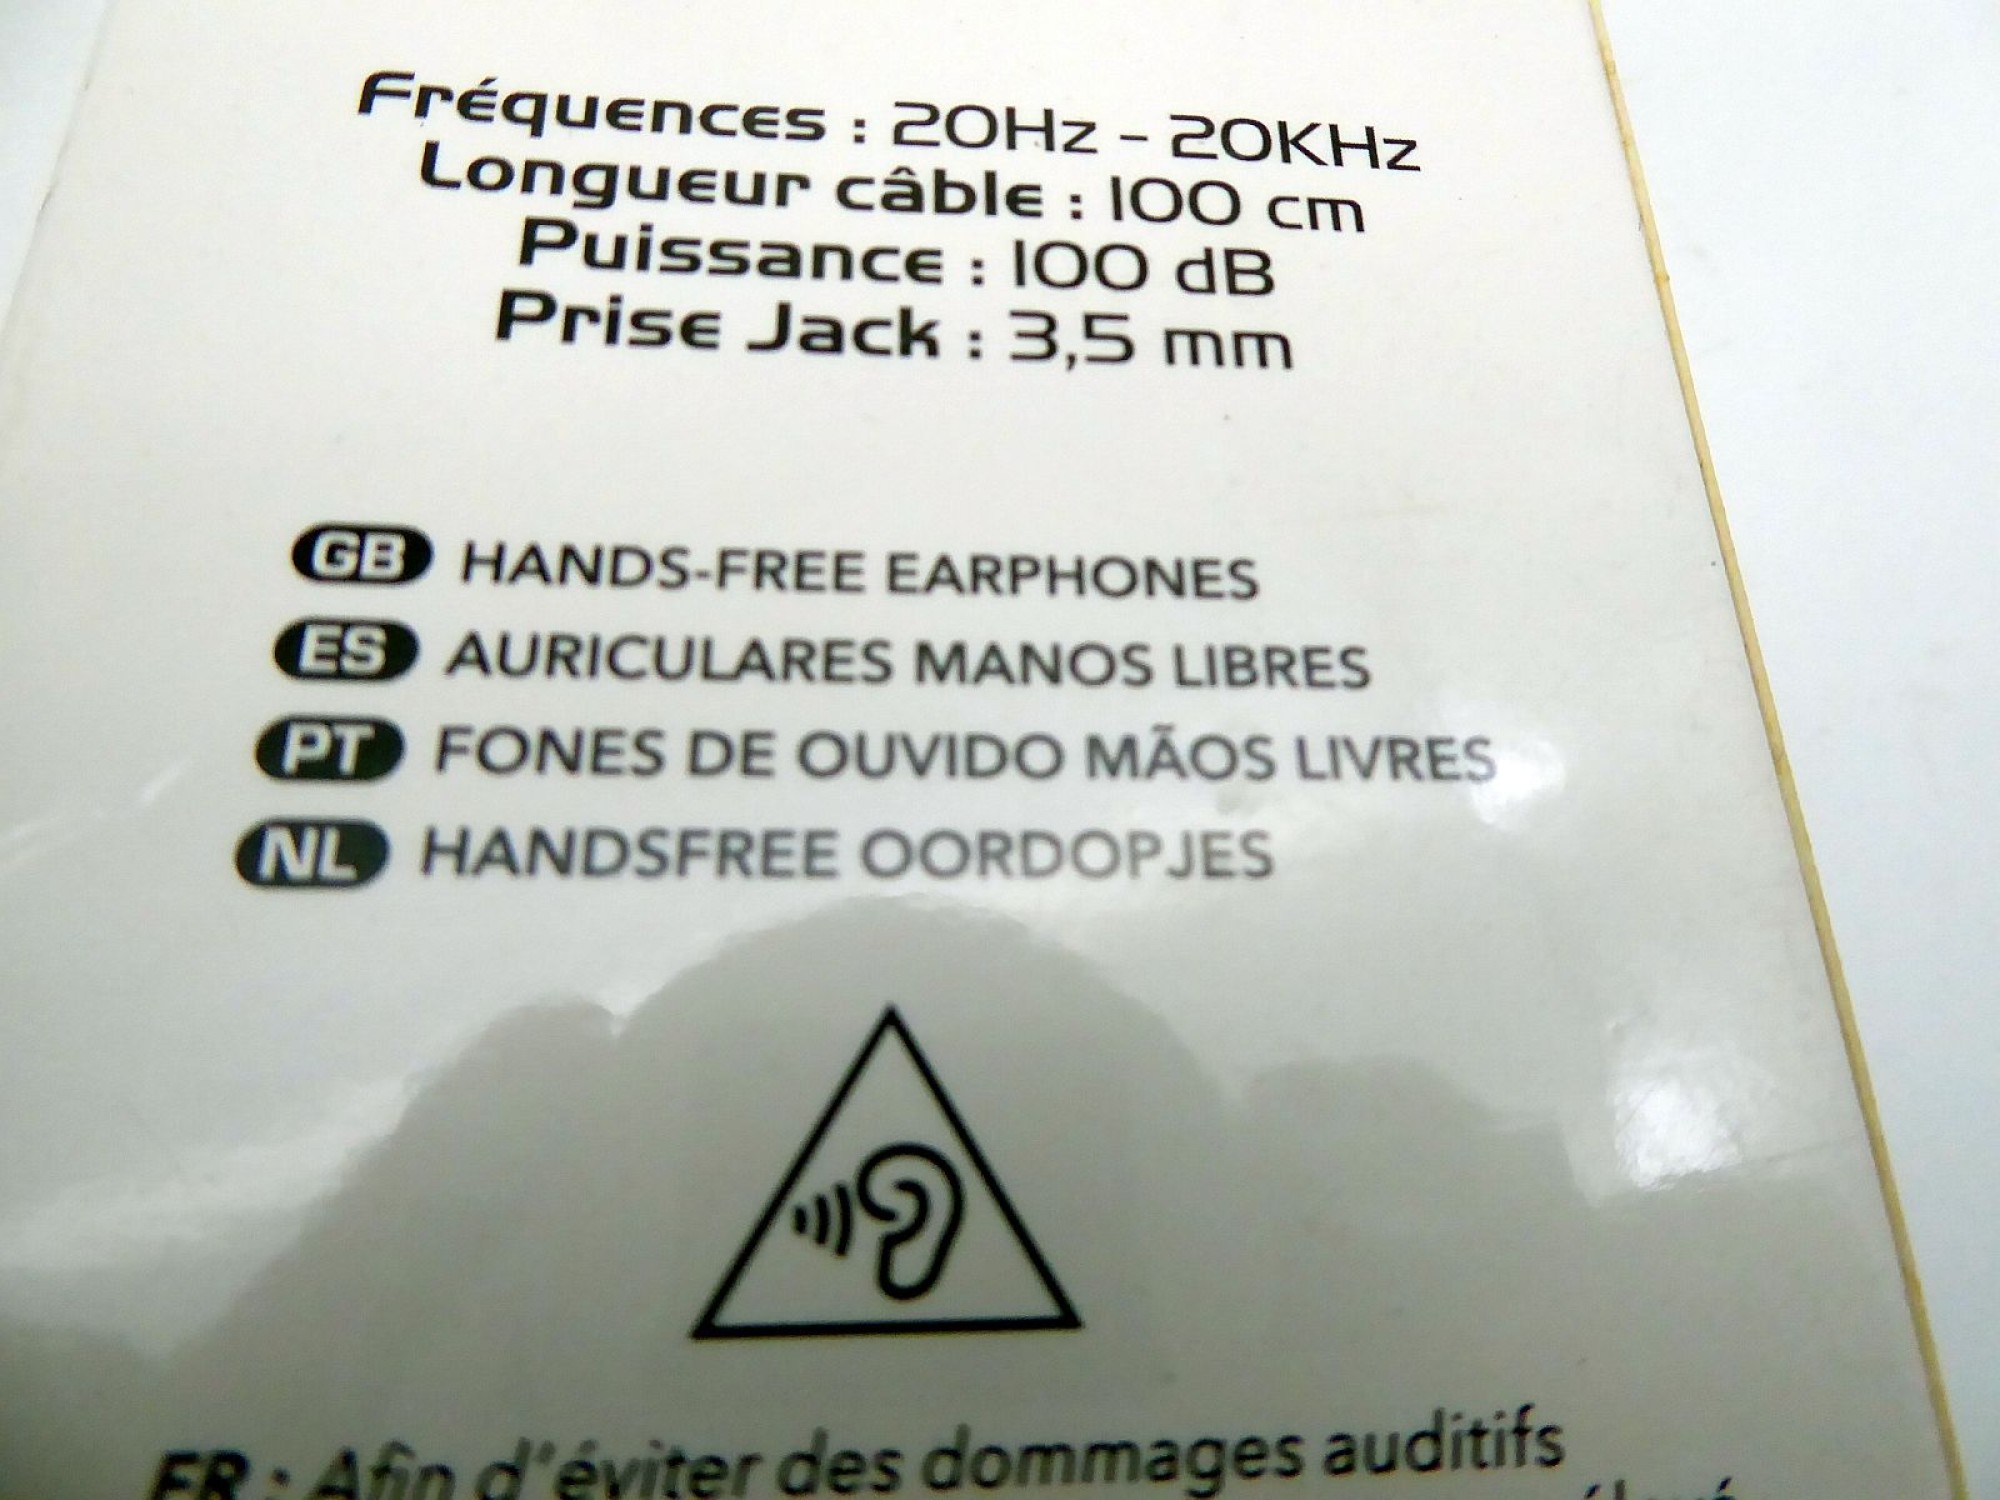 Fréquences : 20Hz - 20KHz
Longueur câble : 100 cm
Puissance : 100 dB
Prise Jack : 3,5 mm
GB HANDS-FREE EARPHONES
ES AURICULARES MANOS LIBRES
PT FONES DE OUVIDO MÃOS LIVRES
NL HANDSFREE OORDOPJES
FR : Afin d'éviter des dommages auditifs